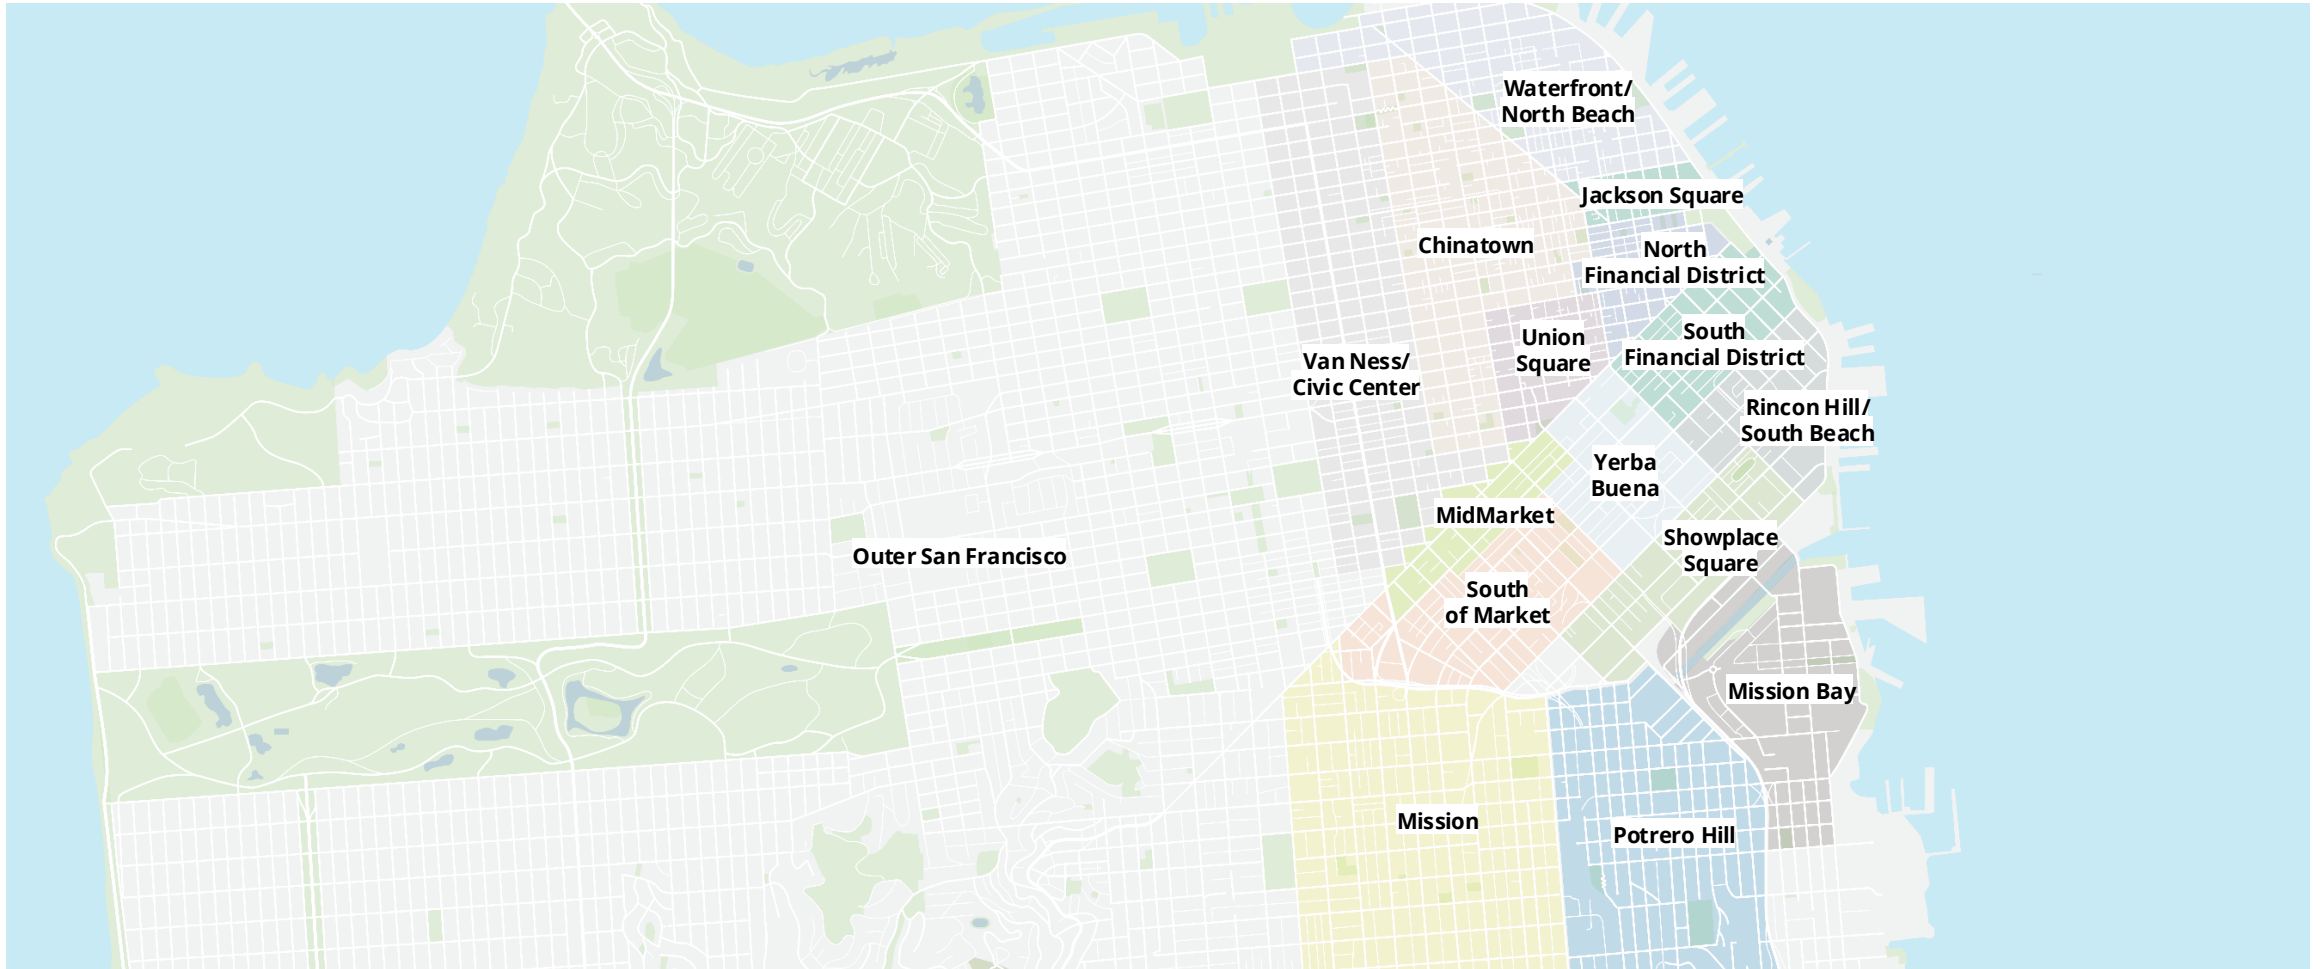 Waterfront/
North Beach
Jackson Square
Chinatown
North
Financial District
Union
Square
South
Financial District
Van Ness/
Civic Center
Rincon Hill/
South Beach
Yerba
Buena
MidMarket
Showplace
Square
Outer San Francisco
South
of Market
Mission Bay
Mission
Potrero Hill